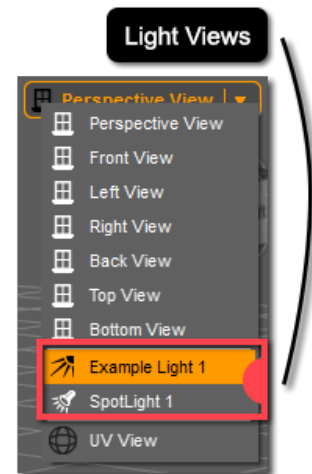 Light Views
Perspective View
Perspective View
Front View
Left View
Right View
Back View
Top View
Bottom View
Example Light 1
SpotLight 1
UV View